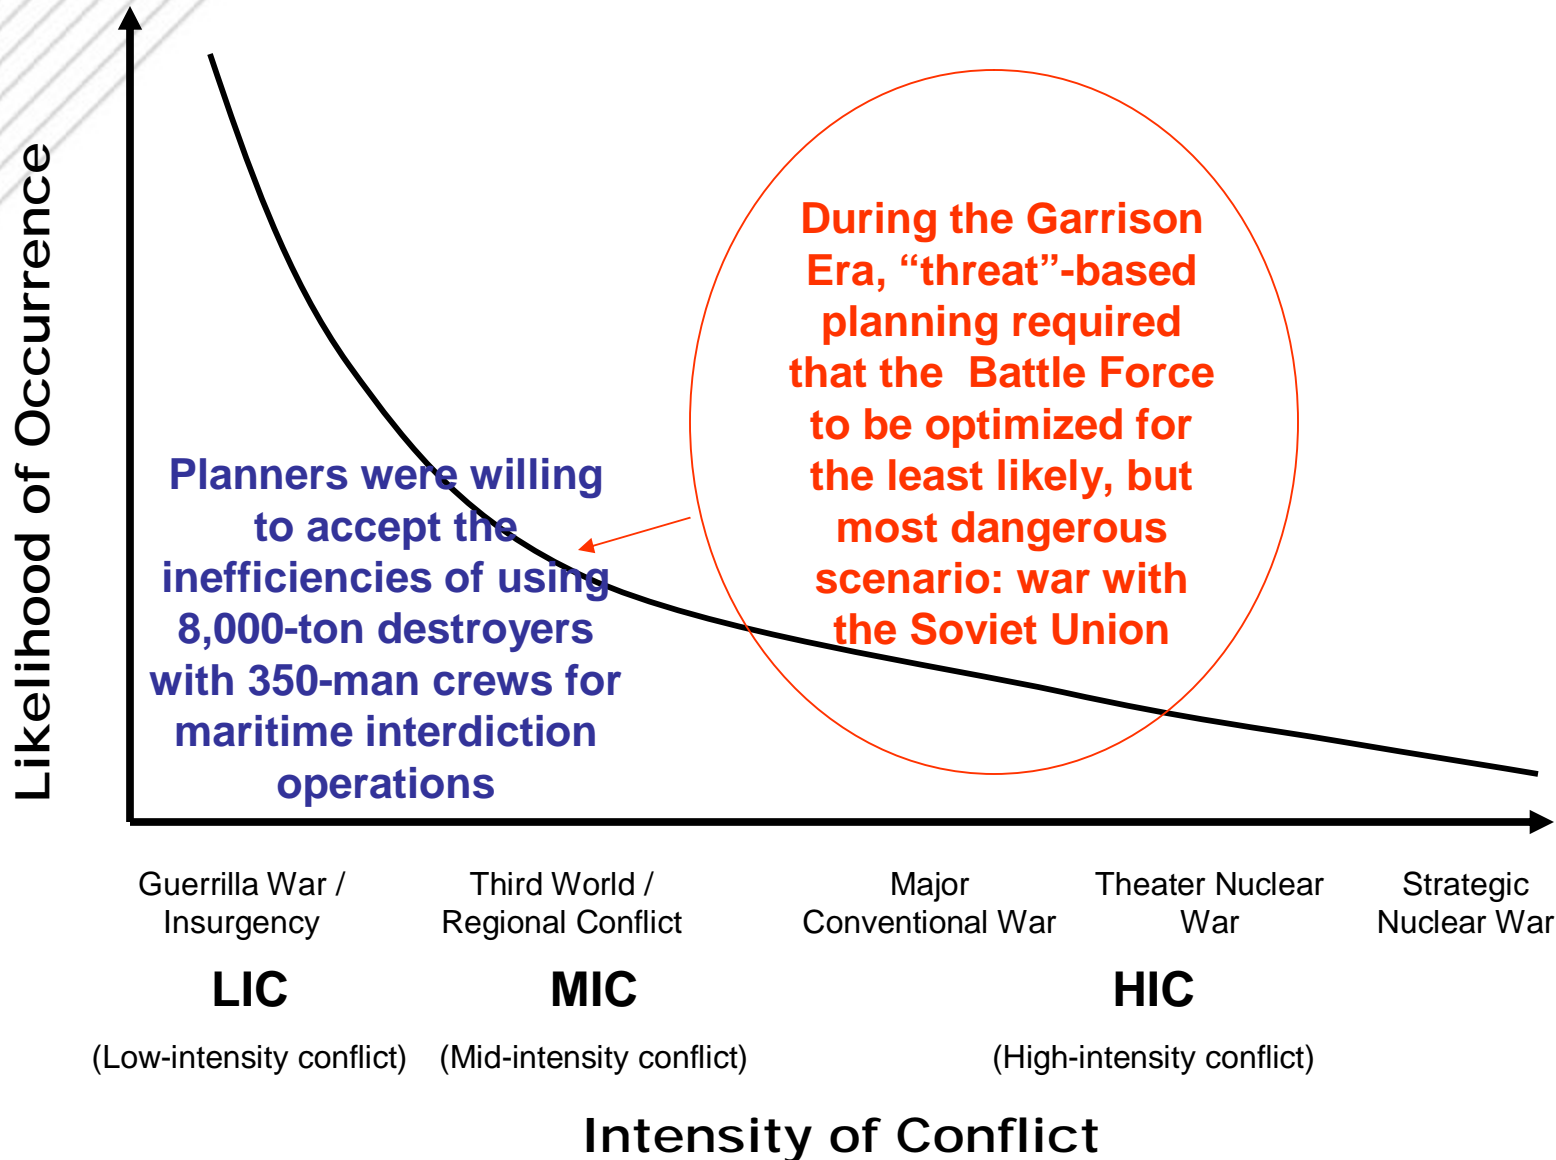 Likelihood of Occurrence
During the Garrison
Era, “threat”-based
planning required
that the  Battle Force
to be optimized for
the least likely, but
most dangerous
scenario: war with
the Soviet Union
Planners were willing
to accept the
inefficiencies of using
8,000-ton destroyers
with 350-man crews for
maritime interdiction
operations
Guerrilla War /
Insurgency
Third World /
Regional Conflict
Major
Conventional War
Theater Nuclear
War
Strategic
Nuclear War
LIC
MIC
HIC
(Low-intensity conflict)
(Mid-intensity conflict)
(High-intensity conflict)
Intensity of Conflict